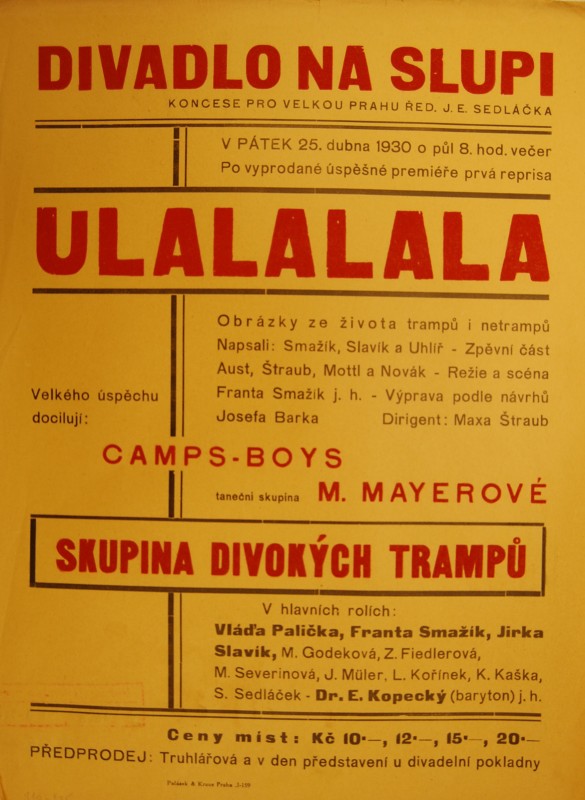 DIVADLO NA SLUPI
KONCESE PRO VELKOU PRAHU ŘED. J. E. SEDLÁČKA
V PÁTEK 25. dubna 1930 o půl 8. hod. večer
Po vyprodané úspěšné premiéře prvá reprisa
ULALALALA
Obrázky ze života trampů i netrampů
Napsali: Smažík, Slavík a Uhlíř - Zpěvní část
Aust, Štraub, Mottl a Novák - Režie a scéna
Franta Smažík j. h. - Výprava podle návrhů
Josefa Barka Dirigent: Maxa Štraub
Velkého úspěchu
docilují:
CAMPS-BOYS
taneční skupina M. MAYEROVÉ
SKUPINA DIVOKÝCH TRAMPŮ
V hlavních rolích:
Vláďa Palička, Franta Smažík, Jirka
Slavík, M. Godeková, Z. Fiedlerová,
M. Severinová, J. Müler, L. Kořínek, K. Kaška,
S. Sedláček - Dr. E. Kopecký (baryton) j. h.
Ceny míst: Kč 10·—, 12·—, 15·—, 20·—
PŘEDPRODEJ: Truhlářová a v den představení u divadelní pokladny